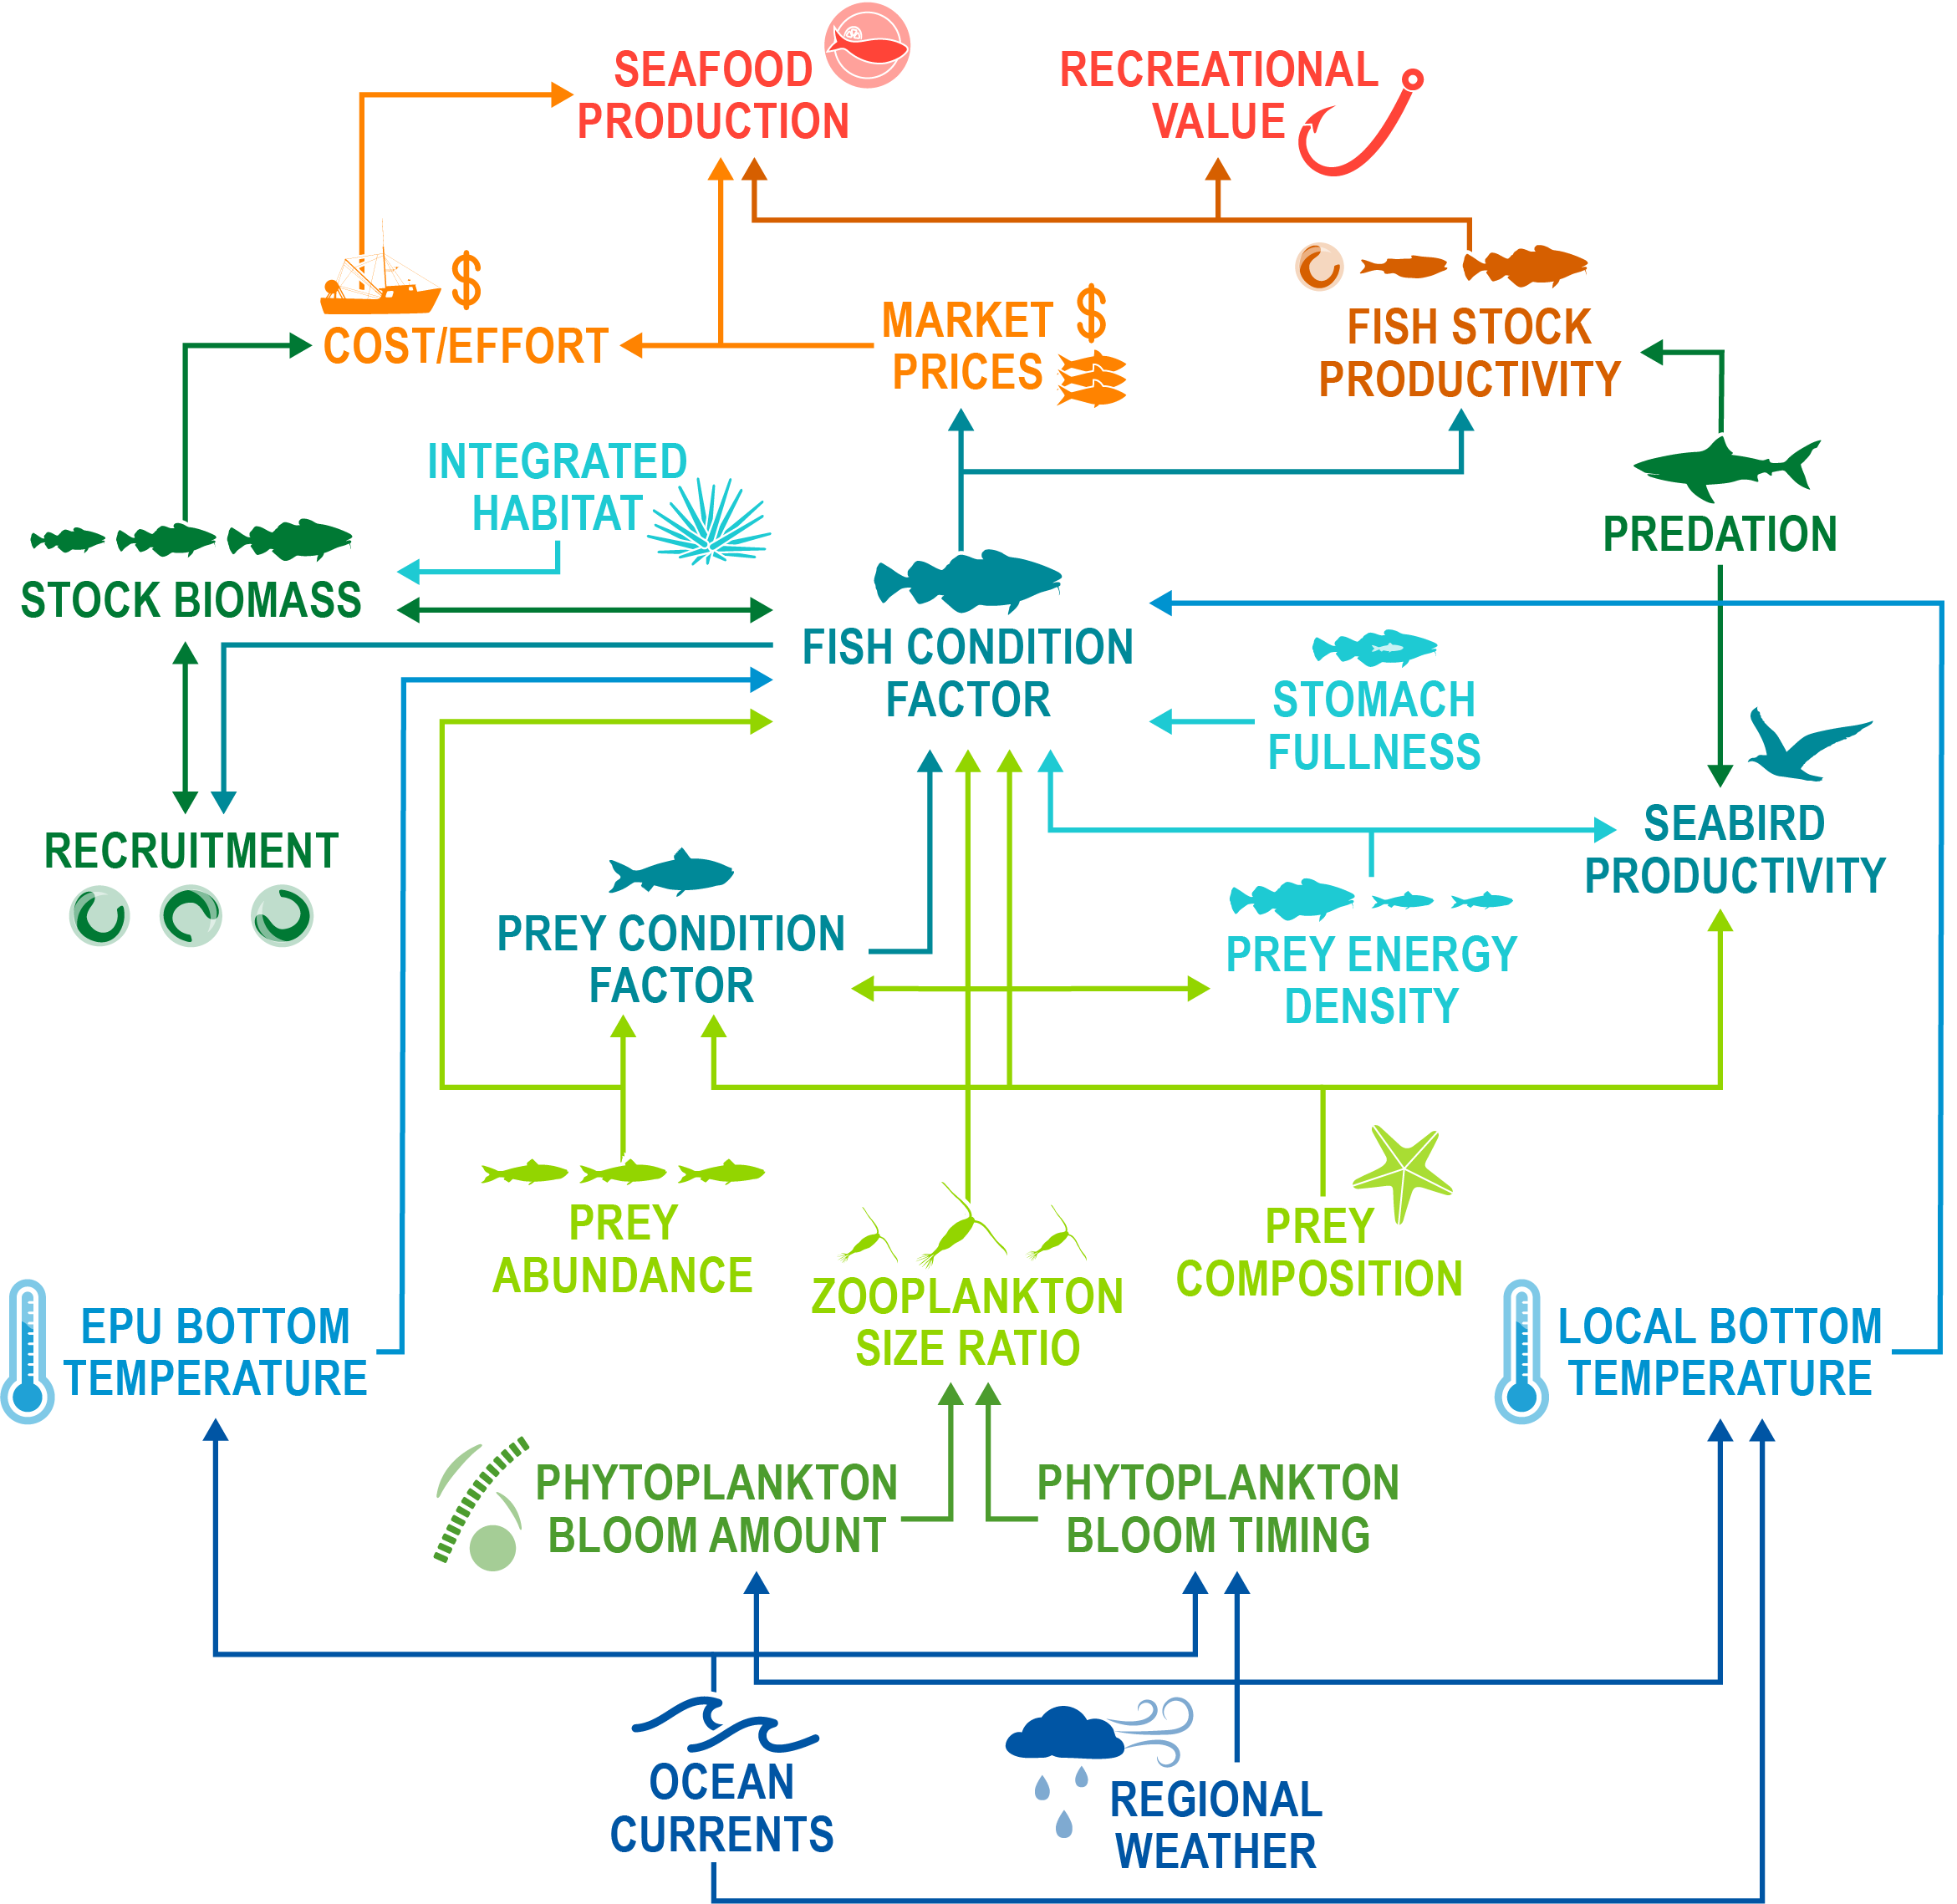 SEAFOOD
PRODUCTION
RECREATIONAL
VALUE
$
COST/EFFORT
MARKET $
PRICES
FISH STOCK
PRODUCTIVITY
INTEGRATED
HABITAT
PREDATION
STOCK BIOMASS
FISH CONDITION
FACTOR
STOMACH
FULLNESS
RECRUITMENT
SEABIRD
PRODUCTIVITY
PREY CONDITION
FACTOR
PREY ENERGY
DENSITY
PREY
ABUNDANCE
ZOOPLANKTON
SIZE RATIO
PREY
COMPOSITION
EPU BOTTOM
TEMPERATURE
LOCAL BOTTOM
TEMPERATURE
PHYTOPLANKTON
BLOOM AMOUNT
PHYTOPLANKTON
BLOOM TIMING
OCEAN
CURRENTS
REGIONAL
WEATHER